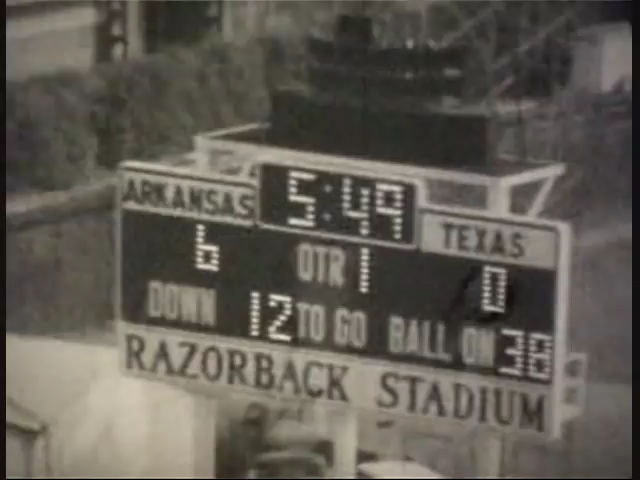 ARKANSAS 5:49 TEXAS
6 QTR 1 0
DOWN 12 TO GO BALL ON 38
RAZORBACK STADIUM